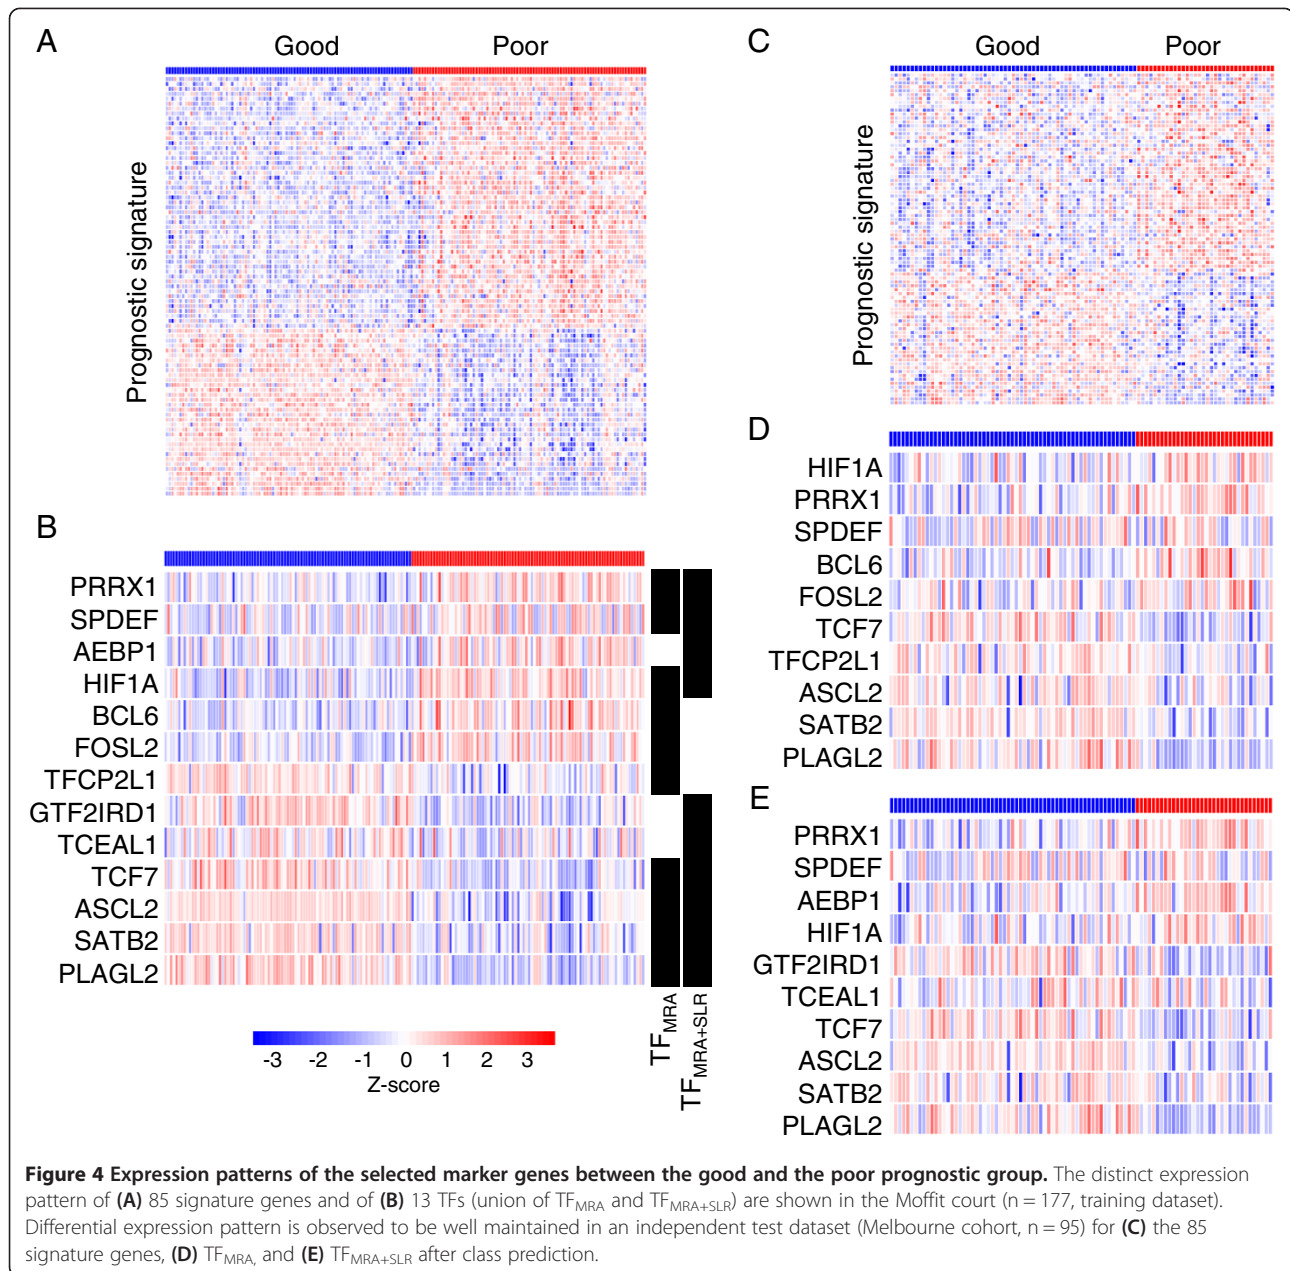 A
Good Poor
Prognostic signature
B
PRRX1
SPDEF
AEBP1
HIF1A
BCL6
FOSL2
TFCP2L1
GTF2IRD1
TCEAL1
TCF7
ASCL2
SATB2
PLAGL2
-3 -2 -1 0 1 2 3
Z-score
TFMRA
TFMRA+SLR
C
Good Poor
Prognostic signature
D
HIF1A
PRRX1
SPDEF
BCL6
FOSL2
TCF7
TFCP2L1
ASCL2
SATB2
PLAGL2
E
PRRX1
SPDEF
AEBP1
HIF1A
GTF2IRD1
TCEAL1
TCF7
ASCL2
SATB2
PLAGL2
Figure 4 Expression patterns of the selected marker genes between the good and the poor prognostic group. The distinct expression
pattern of (A) 85 signature genes and of (B) 13 TFs (union of TFMRA and TFMRA+SLR) are shown in the Moffit court (n = 177, training dataset).
Differential expression pattern is observed to be well maintained in an independent test dataset (Melbourne cohort, n = 95) for (C) the 85
signature genes, (D) TFMRA, and (E) TFMRA+SLR after class prediction.